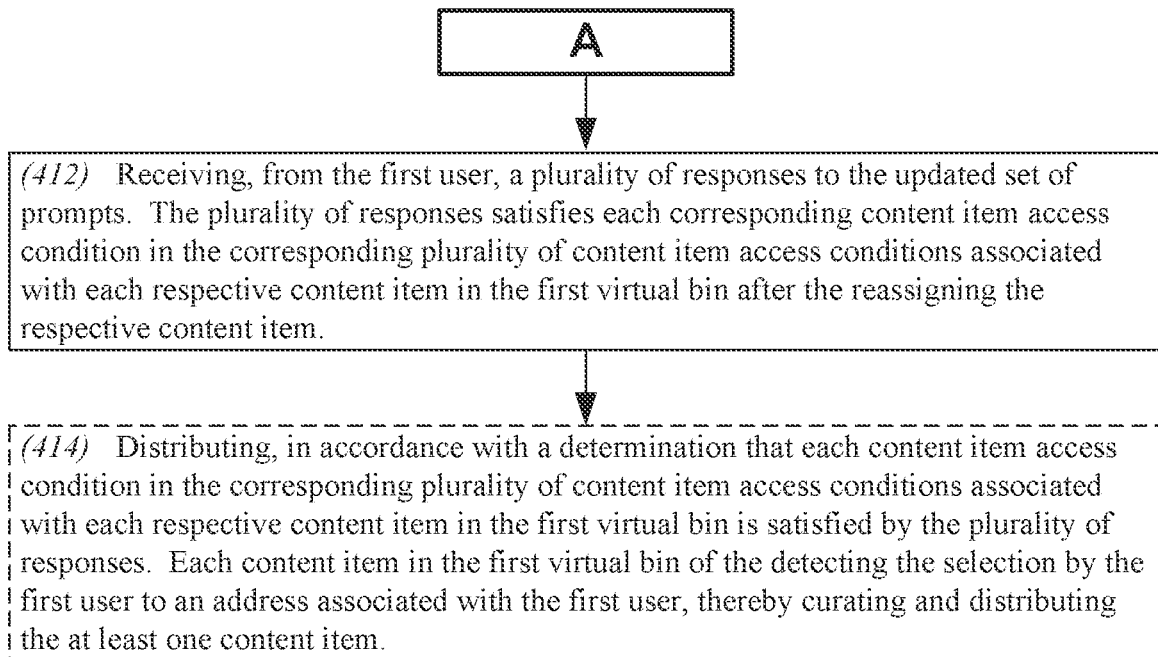 A
(412) Receiving, from the first user, a plurality of responses to the updated set of
prompts. The plurality of responses satisfies each corresponding content item access
condition in the corresponding plurality of content item access conditions associated
with each respective content item in the first virtual bin after the reassigning the
respective content item.
(414) Distributing, in accordance with a determination that each content item access
condition in the corresponding plurality of content item access conditions associated
with each respective content item in the first virtual bin is satisfied by the plurality of
responses. Each content item in the first virtual bin of the detecting the selection by the
first user to an address associated with the first user, thereby curating and distributing
the at least one content item.